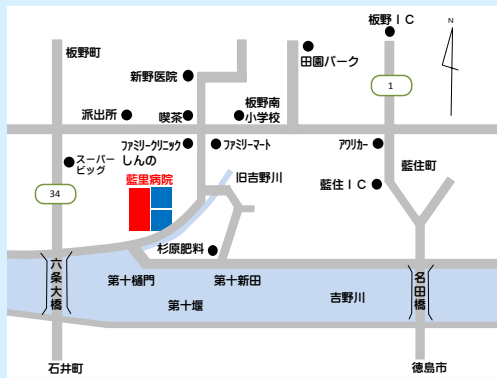 板野ＩＣ
N
板野町
田園パーク
新野医院
1
派出所
喫茶
板野南
小学校
ファミリークリニック
しんの
ファミリーマート
アワリカー
藍住町
スーパー
ビッグ
藍里病院
旧吉野川
藍住ＩＣ
34
杉原肥料
六条大橋
第十樋門
第十新田
名田橋
第十堰
吉野川
石井町
徳島市